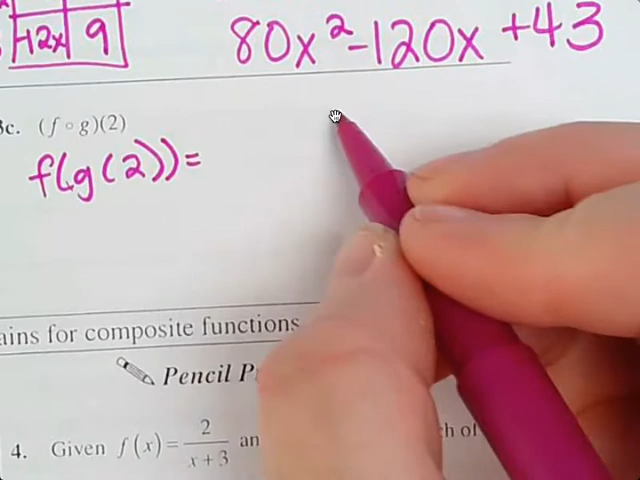 -12x 9
80x² - 120x + 43
3c. (f ∘ g)(2)
f(g(2)) =
ains for composite functions
Pencil P
4. Given f(x) = 2/(x + 3) an ch of